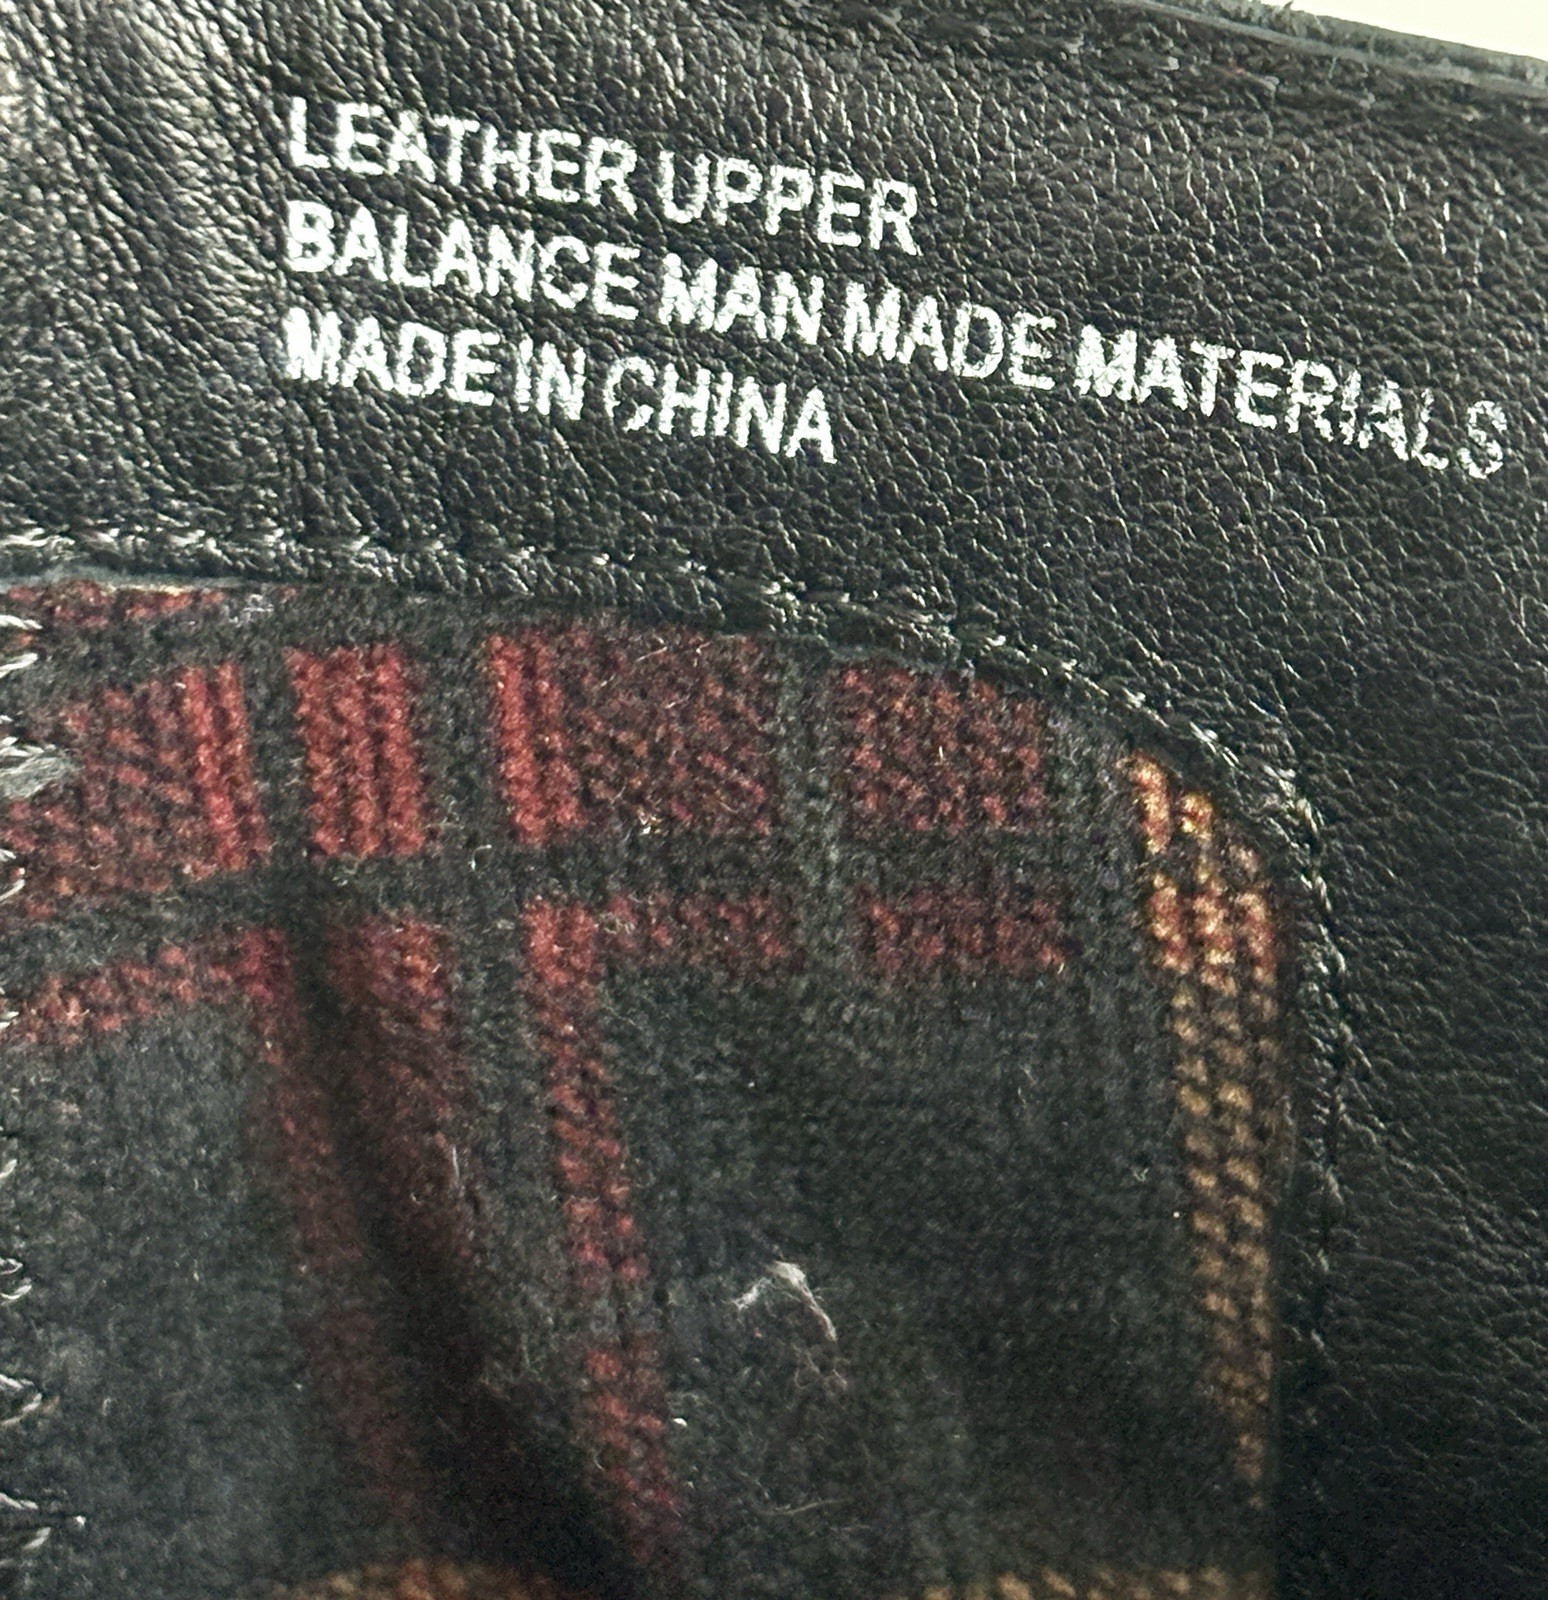 LEATHER UPPER
BALANCE MAN MADE MATERIALS
MADE IN CHINA